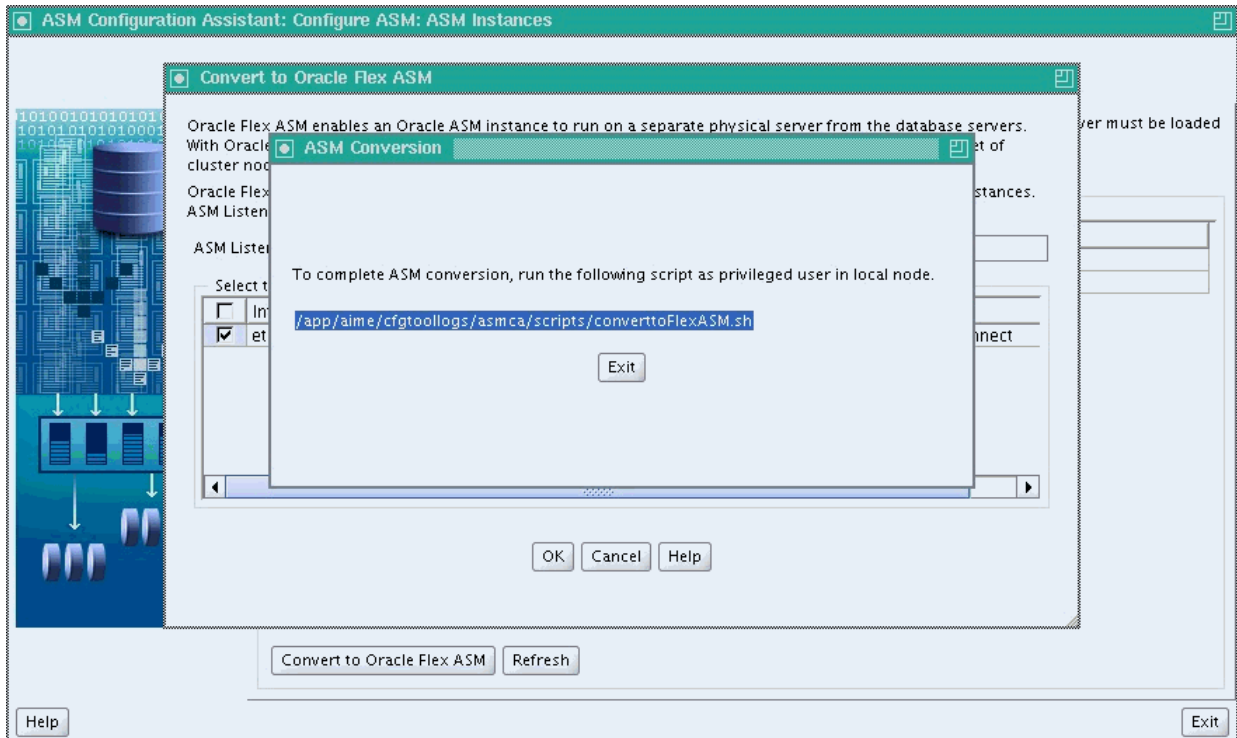 ASM Configuration Assistant: Configure ASM: ASM Instances
Convert to Oracle Flex ASM
Oracle Flex ASM enables an Oracle ASM instance to run on a separate physical server from the database servers.
ver must be loaded
With Oracle
et of
cluster
Oracle Flex
stances.
ASM Listen
ASM Conversion
To complete ASM conversion, run the following script as privileged user in local node.
/app/aime/cfgtoollogs/asmca/scripts/converttoFlexASM.sh
Exit
ASM Lister
Select t
In
et
nnect
OK Cancel Help
Convert to Oracle Flex ASM Refresh
Help Exit